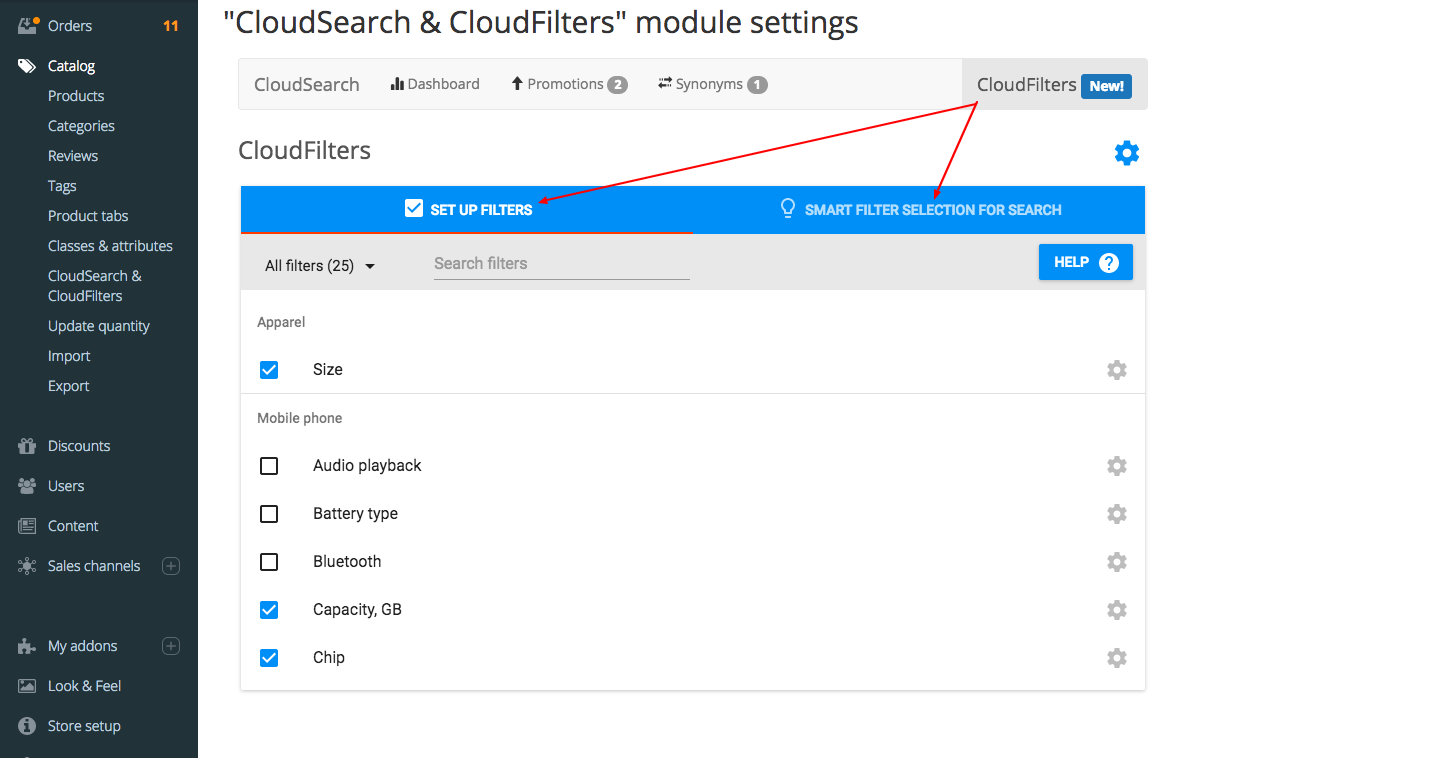 Orders 11
Catalog
Products
Categories
Reviews
Tags
Product tabs
Classes & attributes
CloudSearch &
CloudFilters
Update quantity
Import
Export
Discounts
Users
Content
Sales channels
My addons
Look & Feel
Store setup
"CloudSearch & CloudFilters" module settings
CloudSearch Dashboard Promotions 2 Synonyms 1 CloudFilters New!
CloudFilters
SET UP FILTERS SMART FILTER SELECTION FOR SEARCH
All filters (25) Search filters HELP ?
Apparel
Size
Mobile phone
Audio playback
Battery type
Bluetooth
Capacity, GB
Chip